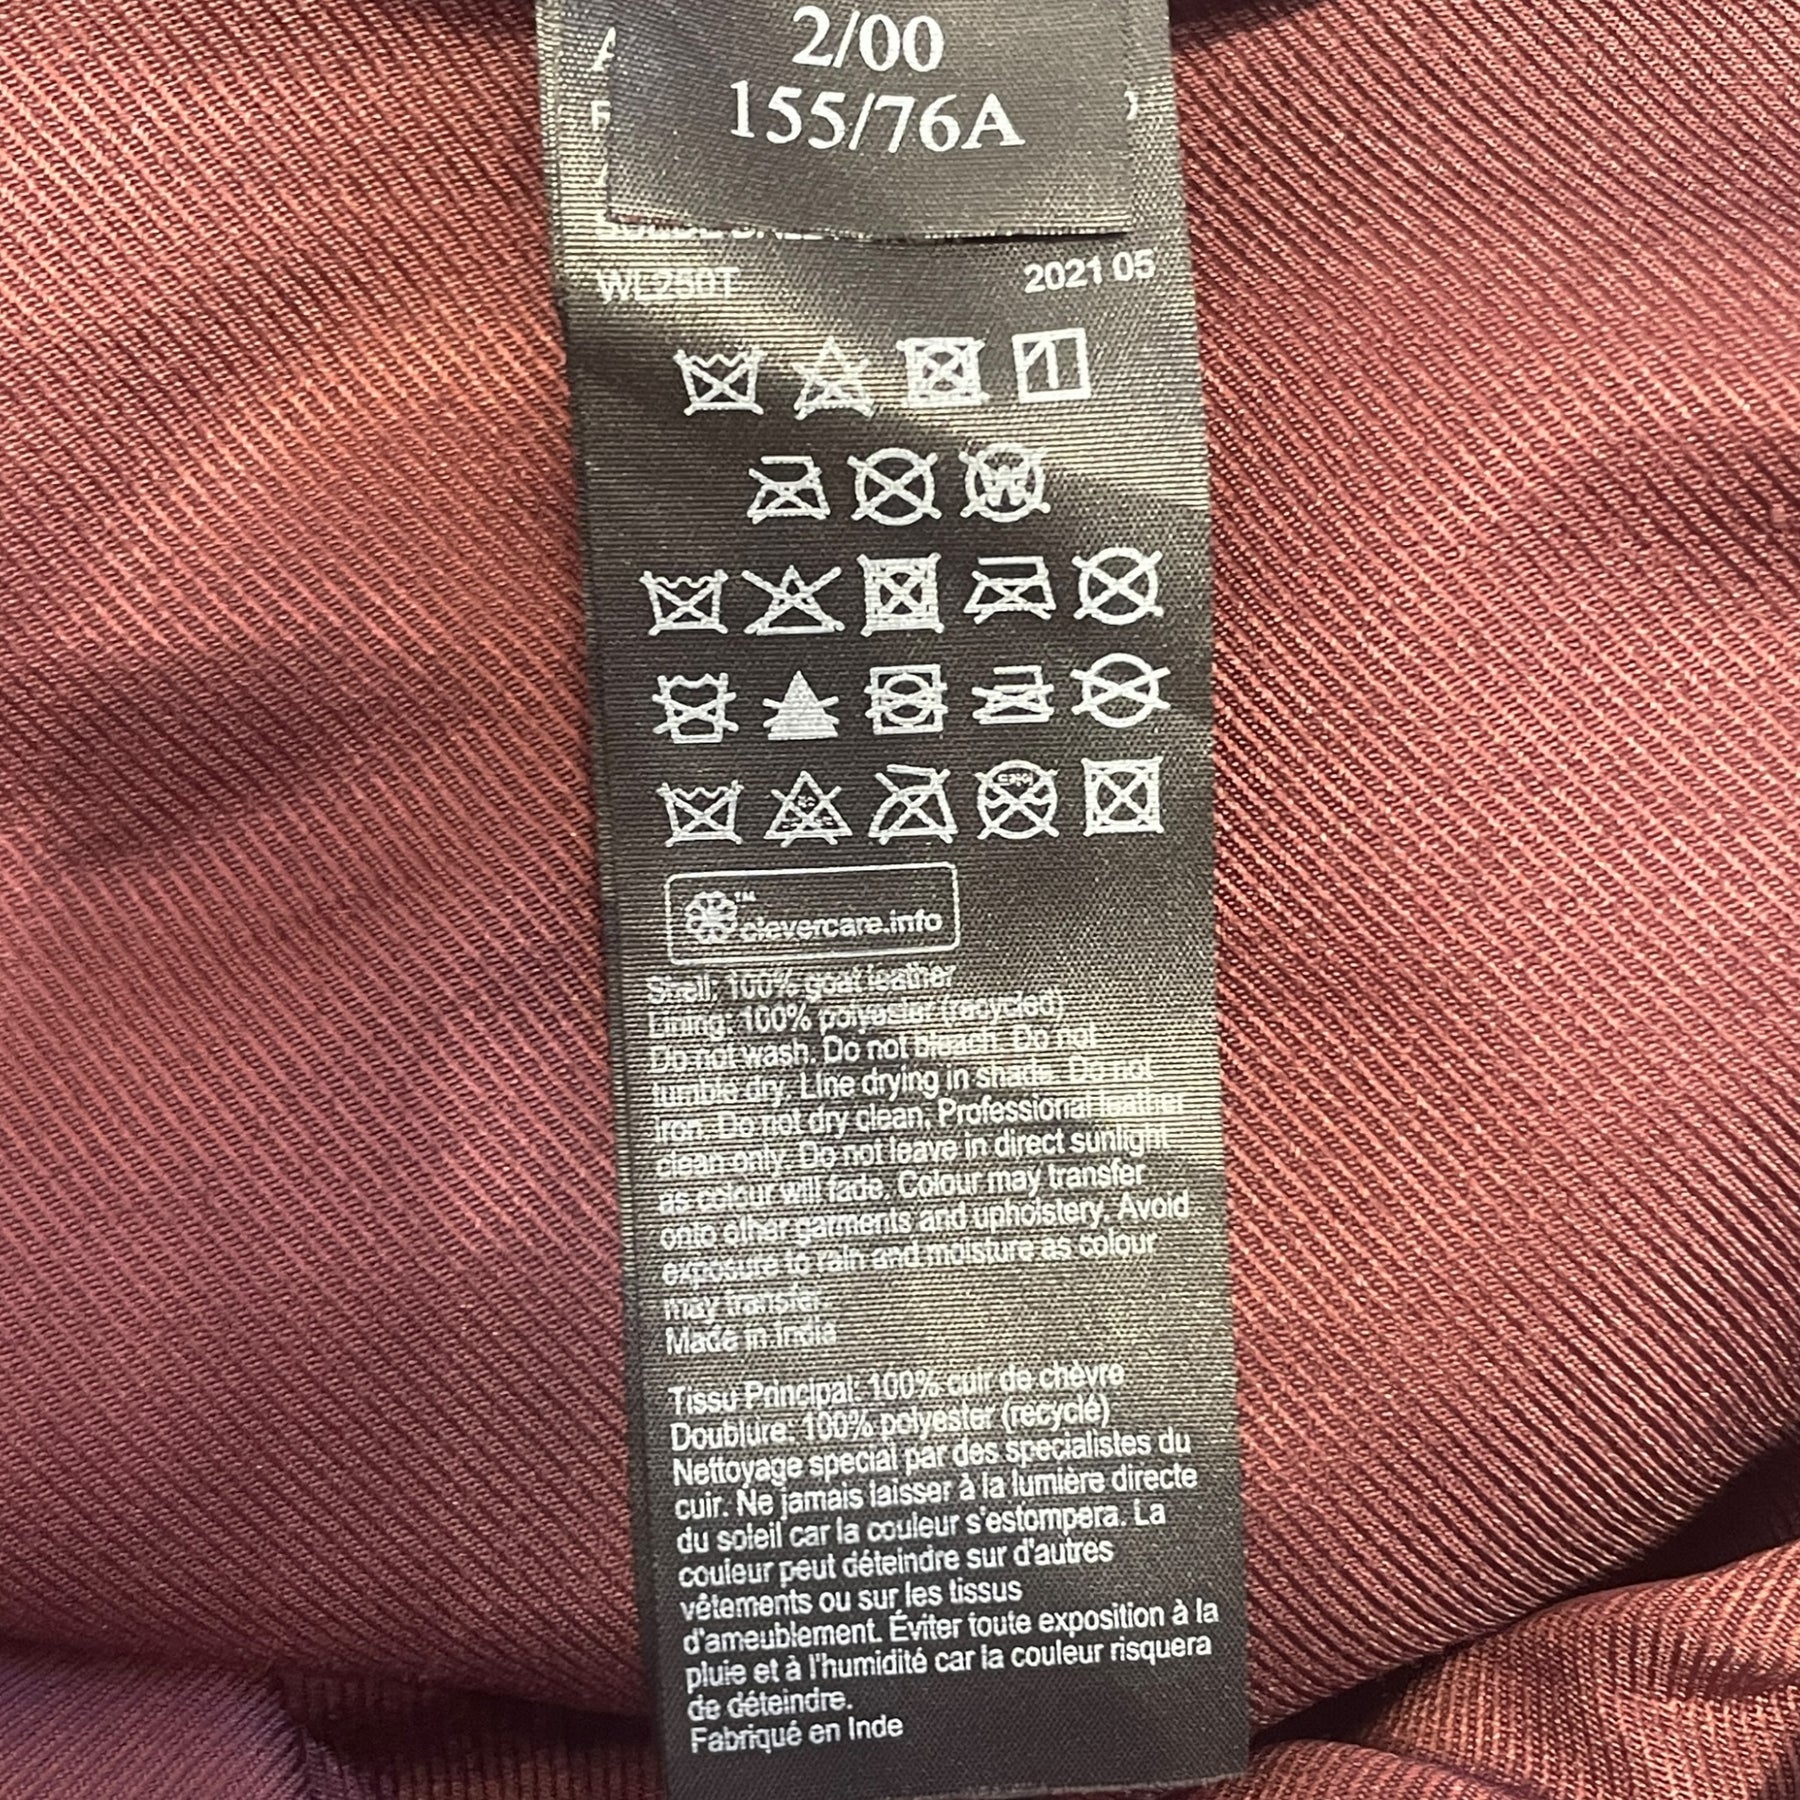 2/00
155/76A
WL250T 2021 05
1
W
드라이
™ clevercare.info
Shell: 100% goat leather
Lining: 100% polyester (recycled)
Do not wash. Do not bleach. Do not
tumble dry. Line drying in shade. Do not
iron. Do not dry clean, Professional leather
clean only. Do not leave in direct sunlight
as colour will fade. Colour may transfer
onto other garments and upholstery. Avoid
exposure to rain and moisture as colour
may transfer.
Made in India
Tissu Principal: 100% cuir de chèvre
Doublure: 100% polyester (recyclé)
Nettoyage special par des specialistes du
cuir. Ne jamais laisser à la lumière directe
du soleil car la couleur s'estompera. La
couleur peut déteindre sur d'autres
vêtements ou sur les tissus
d'ameublement. Éviter toute exposition à la
pluie et à l'humidité car la couleur risquera
de déteindre.
Fabriqué en Inde